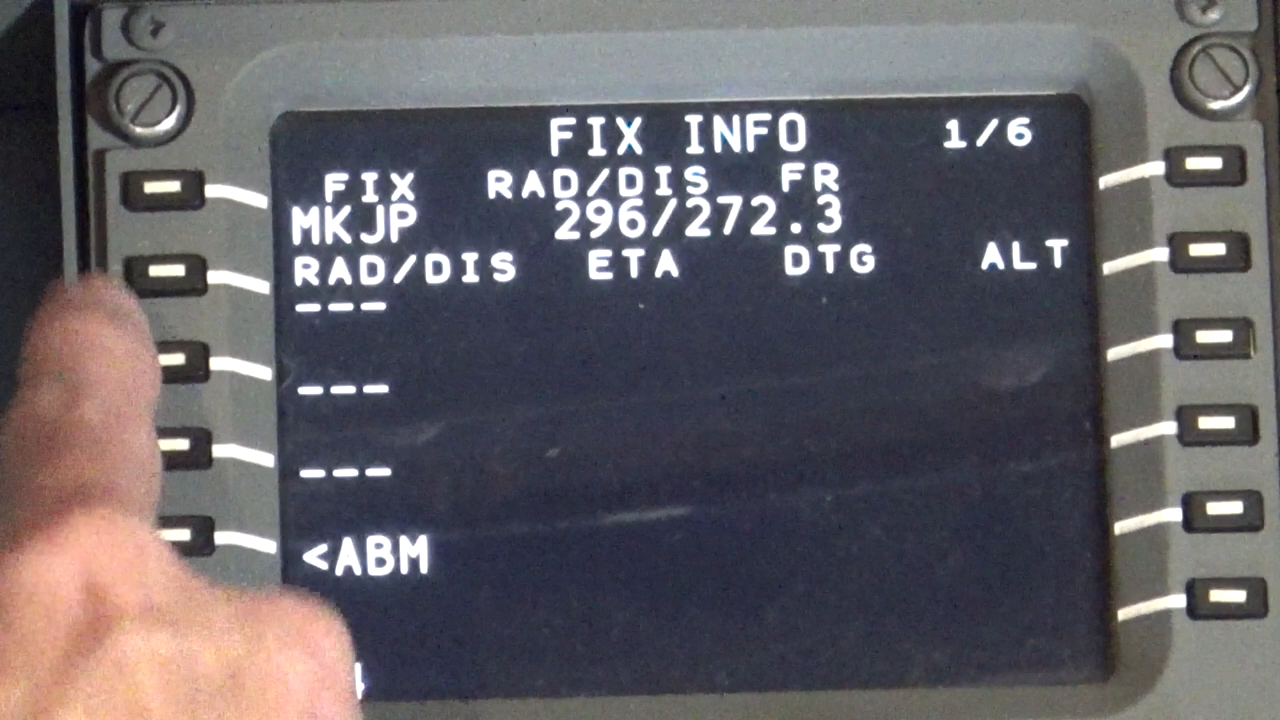 FIX INFO 1/6
FIX RAD/DIS FR
MKJP 296/272.3
RAD/DIS ETA DTG ALT
---
---
---
<ABM